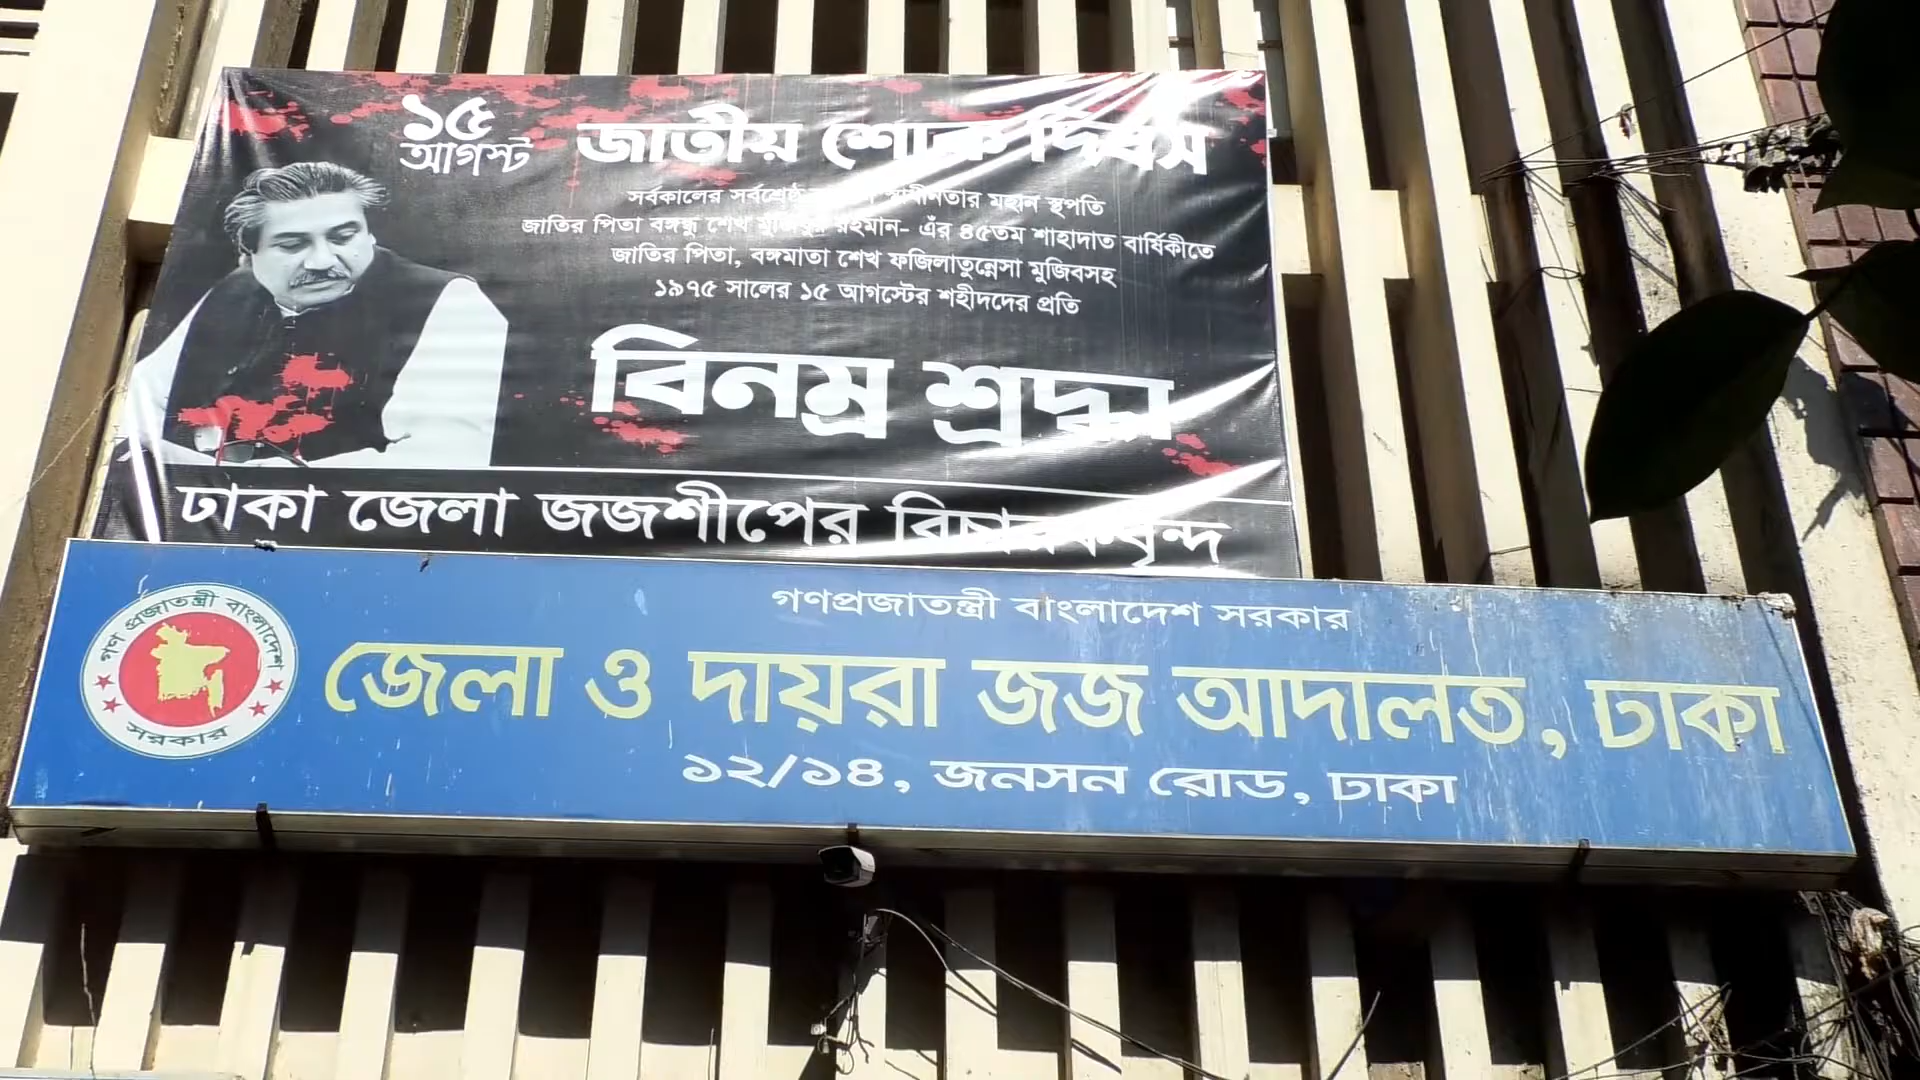 ১৫
আগস্ট
জাতীয় শোক দিবস
সর্বকালের সর্বশ্রেষ্ঠ স্বাধীনতার মহান স্থপতি
জাতির পিতা বঙ্গবন্ধু শেখ মুজিবুর রহমান- এঁর ৪৫তম শাহাদাত বার্ষিকীতে
জাতির পিতা, বঙ্গমাতা শেখ ফজিলাতুন্নেসা মুজিবসহ
১৯৭৫ সালের ১৫ আগস্টের শহীদদের প্রতি
বিনম্র শ্রদ্ধা
ঢাকা জেলা জজশীপের বিচারকবৃন্দ
গণপ্রজাতন্ত্রী বাংলাদেশ সরকার
গণ প্রজাতন্ত্রী বাংলাদেশ
সরকার
জেলা ও দায়রা জজ আদালত, ঢাকা
১২/১৪, জনসন রোড, ঢাকা